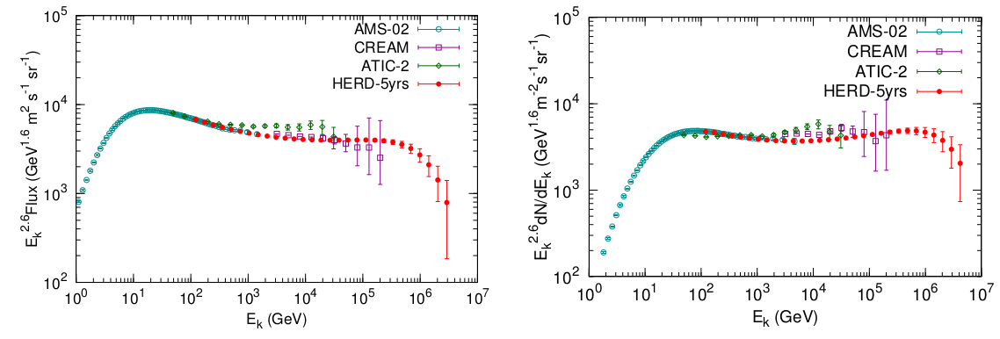 10^5
10^4
10^3
10^2
E_k^2.6Flux (GeV^1.6 m^2 s^-1 sr^-1)
AMS-02
CREAM
ATIC-2
HERD-5yrs
10^0 10^1 10^2 10^3 10^4 10^5 10^6 10^7
E_k (GeV)
10^5
10^4
10^3
10^2
E_k^2.6dN/dE_k (GeV^1.6m^-2s^-1 sr^-1)
AMS-02
CREAM
ATIC-2
HERD-5yrs
10^0 10^1 10^2 10^3 10^4 10^5 10^6 10^7
E_k (GeV)